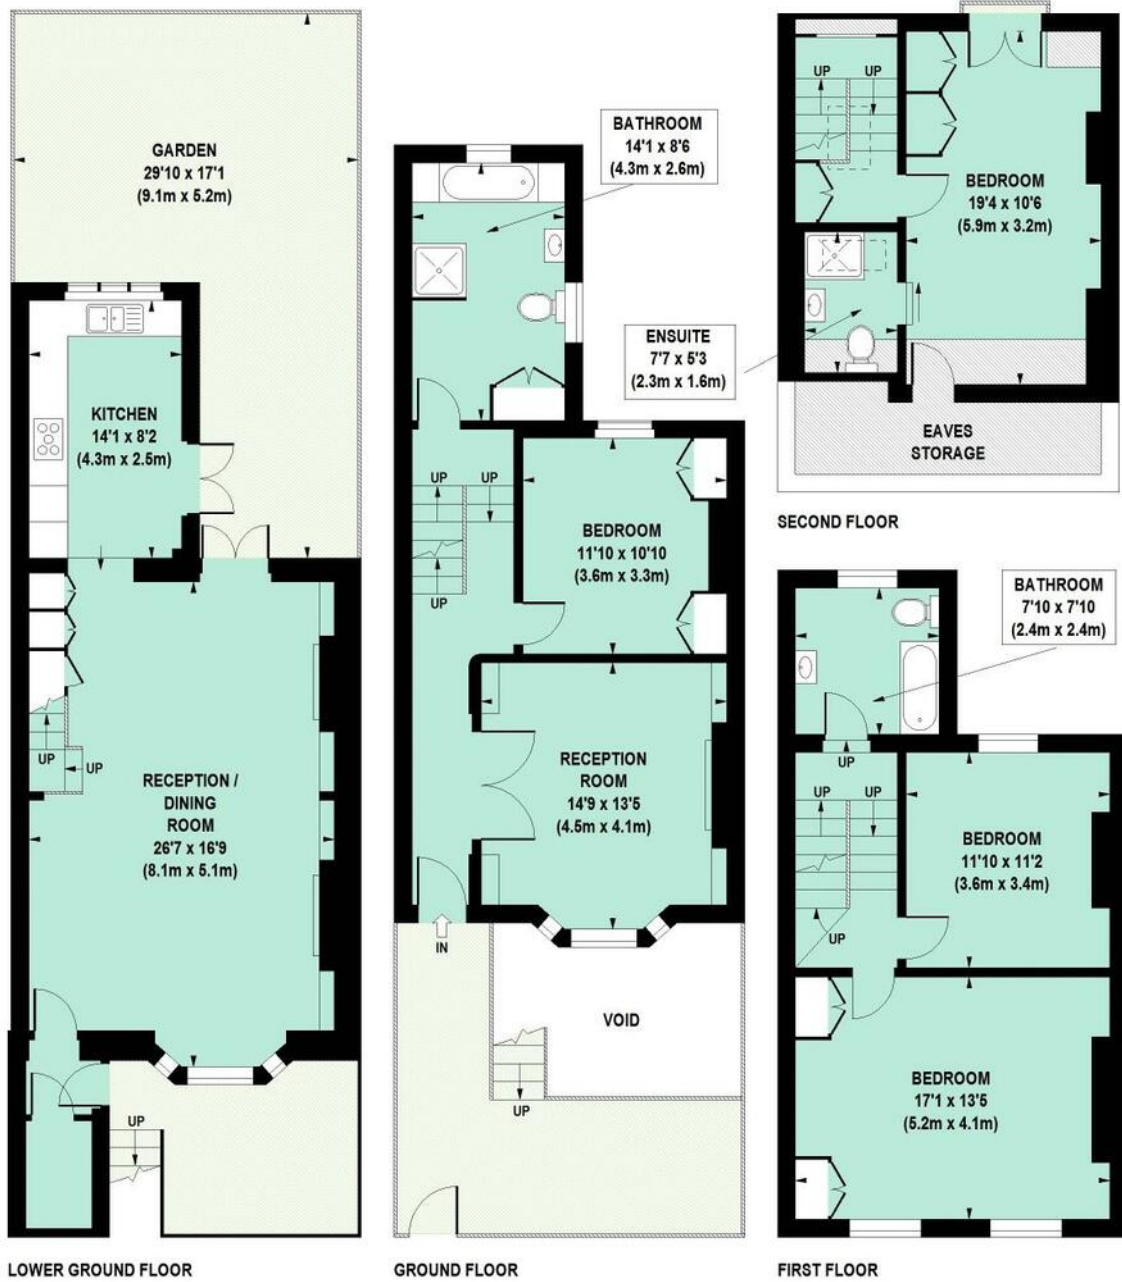 GARDEN
29'10 x 17'1
(9.1m x 5.2m)
KITCHEN
14'1 x 8'2
(4.3m x 2.5m)
UP
UP
RECEPTION /
DINING
ROOM
26'7 x 16'9
(8.1m x 5.1m)
UP
LOWER GROUND FLOOR
BATHROOM
14'1 x 8'6
(4.3m x 2.6m)
ENSUITE
7'7 x 5'3
(2.3m x 1.6m)
UP
UP
UP
BEDROOM
11'10 x 10'10
(3.6m x 3.3m)
RECEPTION
ROOM
14'9 x 13'5
(4.5m x 4.1m)
IN
VOID
UP
GROUND FLOOR
UP
UP
BEDROOM
19'4 x 10'6
(5.9m x 3.2m)
EAVES
STORAGE
SECOND FLOOR
BATHROOM
7'10 x 7'10
(2.4m x 2.4m)
UP
UP
UP
UP
BEDROOM
11'10 x 11'2
(3.6m x 3.4m)
BEDROOM
17'1 x 13'5
(5.2m x 4.1m)
FIRST FLOOR